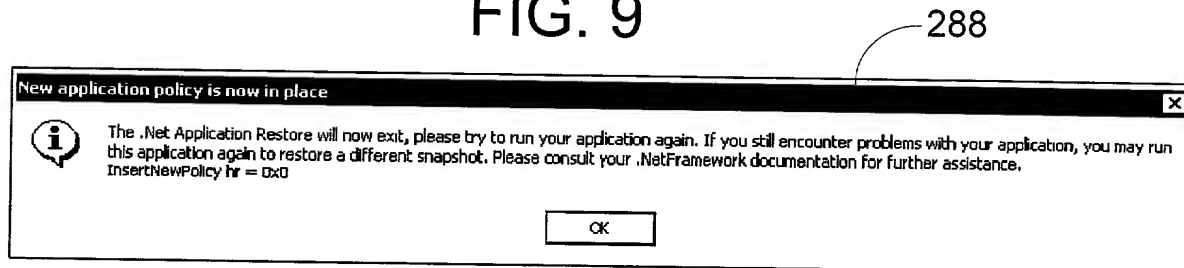 FIG. 9
288
New application policy is now in place
The .Net Application Restore will now exit, please try to run your application again. If you still encounter problems with your application, you may run
this application again to restore a different snapshot. Please consult your .NetFramework documentation for further assistance.
InsertNewPolicy hr = 0x0
OK